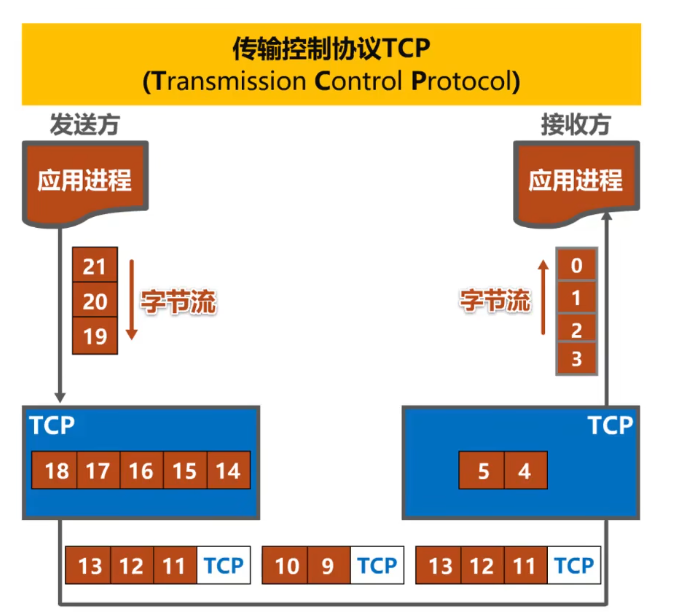 传输控制协议TCP
(Transmission Control Protocol)
发送方
接收方
应用进程
应用进程
21
20
19
字节流
字节流
0
1
2
3
TCP
18 17 16 15 14
TCP
5 4
13 12 11 TCP
10 9 TCP
13 12 11 TCP